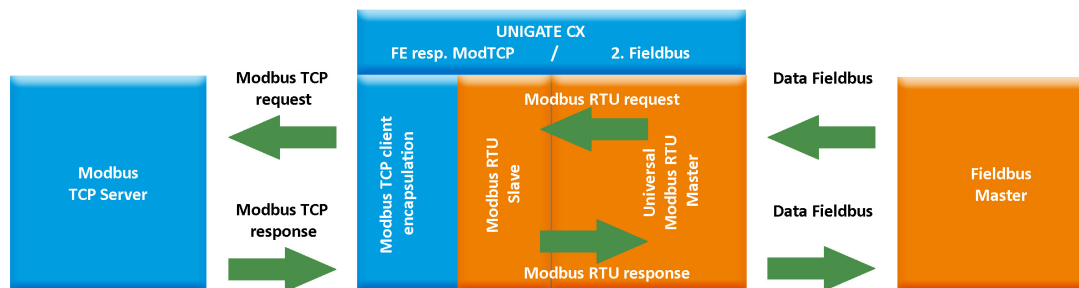 UNIGATE CX
FE resp. ModTCP / 2. Fieldbus
Modbus TCP
request
Modbus
TCP Server
Modbus TCP
response
Modbus TCP client
encapsulation
Modbus RTU
Slave
Modbus RTU request
Universal
Modbus RTU
Master
Modbus RTU response
Data Fieldbus
Data Fieldbus
Fieldbus
Master